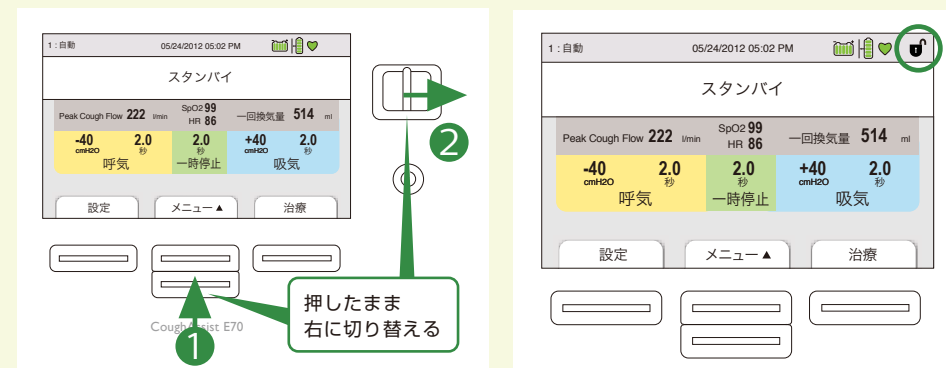 1 : 自動 05/24/2012 05:02 PM
スタンバイ
Peak Cough Flow 222 l/min SpO2 99 HR 86 一回換気量 514 ml
-40 cmH2O 2.0 秒 2.0 秒 +40 cmH2O 2.0 秒
呼気 一時停止 吸気
設定 メニュー▲ 治療
2
押したまま
右に切り替える
CoughAssist E70
1
1 : 自動 05/24/2012 05:02 PM
スタンバイ
Peak Cough Flow 222 l/min SpO2 99 HR 86 一回換気量 514 ml
-40 cmH2O 2.0 秒 2.0 秒 +40 cmH2O 2.0 秒
呼気 一時停止 吸気
設定 メニュー▲ 治療